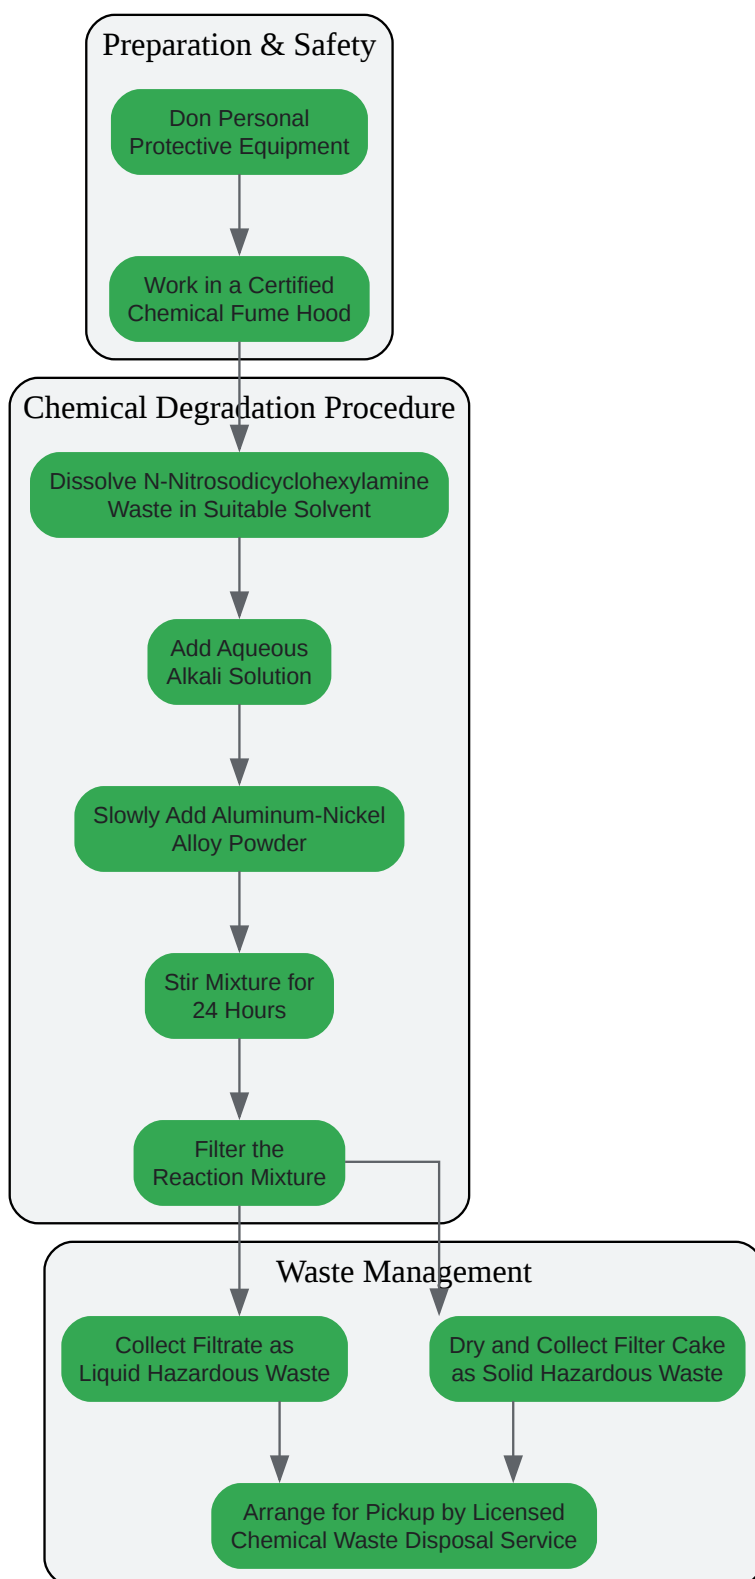 Preparation & Safety
Don Personal
Protective Equipment
Work in a Certified
Chemical Fume Hood
Chemical Degradation Procedure
Dissolve N-Nitrosodicyclohexylamine
Waste in Suitable Solvent
Add Aqueous
Alkali Solution
Slowly Add Aluminum-Nickel
Alloy Powder
Stir Mixture for
24 Hours
Filter the
Reaction Mixture
Waste Management
Collect Filtrate as
Liquid Hazardous Waste
Dry and Collect Filter Cake
as Solid Hazardous Waste
Arrange for Pickup by Licensed
Chemical Waste Disposal Service